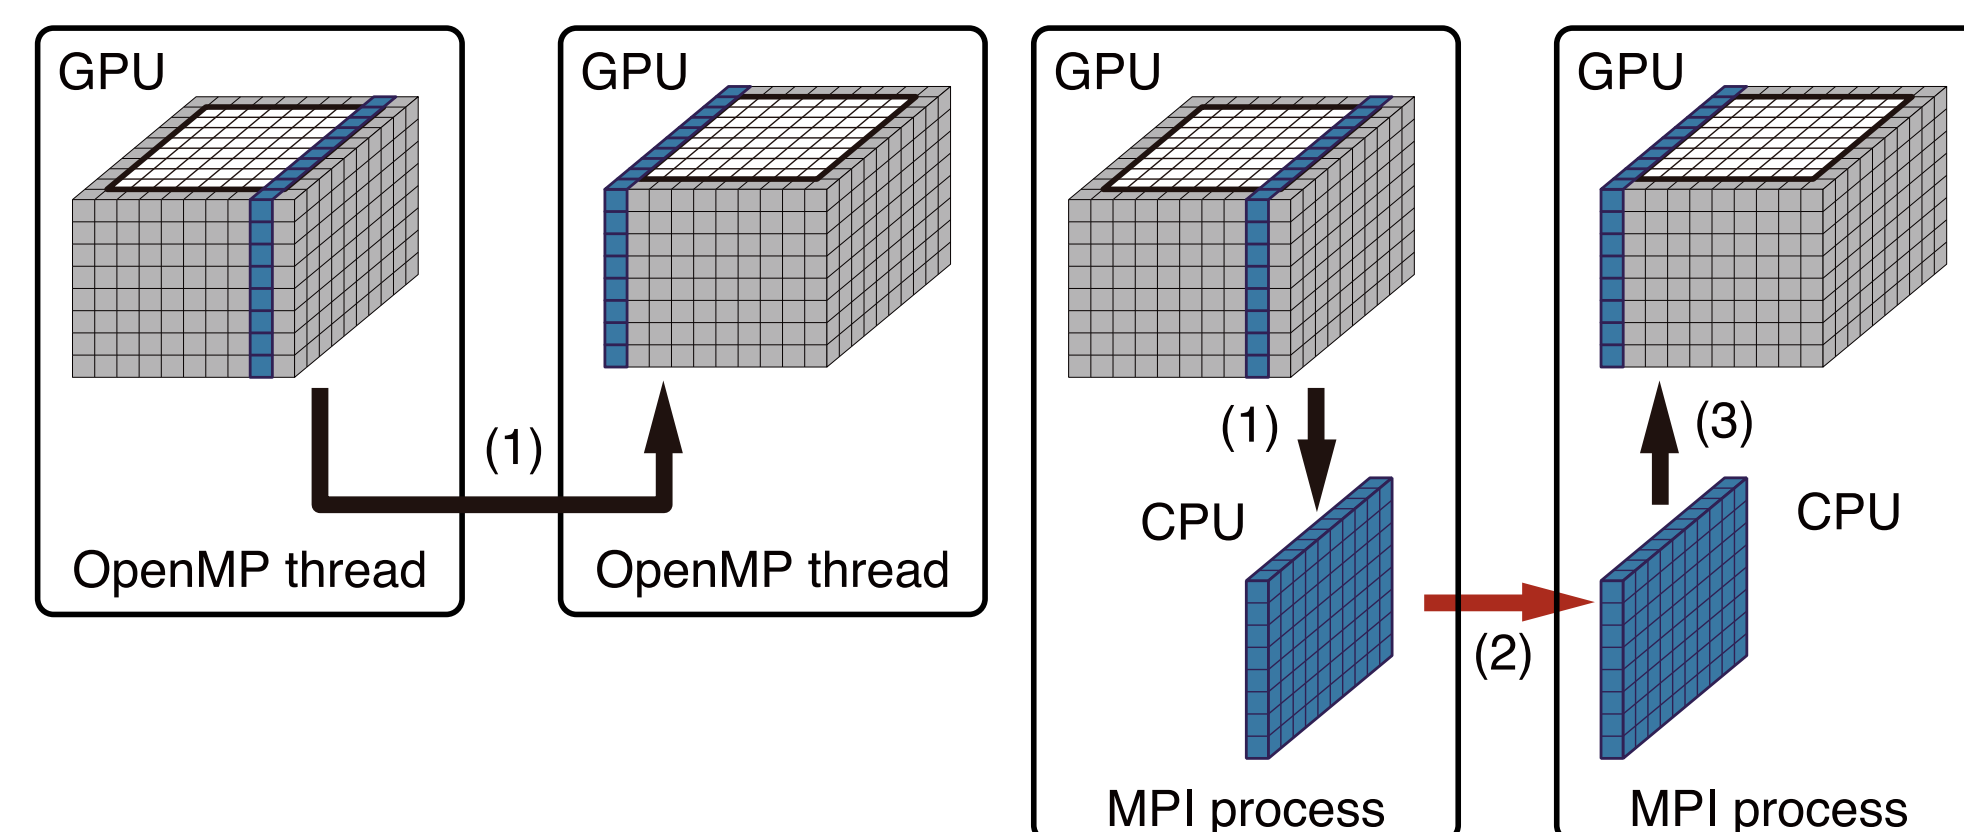 GPU
GPU
(1)
OpenMP thread
OpenMP thread
GPU
GPU
(1)
(3)
CPU
CPU
(2)
MPI process
MPI process